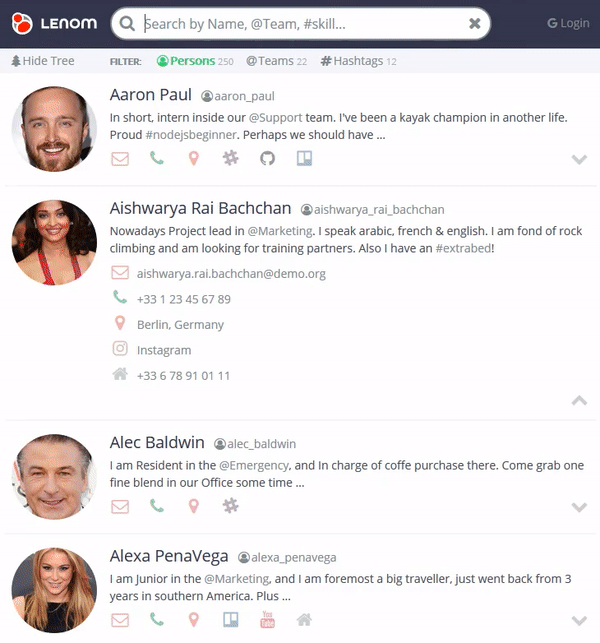 LENOM
Search by Name, @Team, #skill...
Login
Hide Tree
FILTER:
Persons 250
@Teams 22
#Hashtags 12
Aaron Paul
aaron_paul
In short, intern inside our @Support team. I've been a kayak champion in another life.
Proud #nodejsbeginner. Perhaps we should have ...
Aishwarya Rai Bachchan
aishwarya_rai_bachchan
Nowadays Project lead in @Marketing. I speak arabic, french & english. I am fond of rock
climbing and am looking for training partners. Also I have an #extrabed!
aishwarya.rai.bachchan@demo.org
+33 1 23 45 67 89
Berlin, Germany
Instagram
+33 6 78 91 01 11
Alec Baldwin
alec_baldwin
I am Resident in the @Emergency, and In charge of coffe purchase there. Come grab one
fine blend in our Office some time ...
Alexa PenaVega
alexa_penavega
I am Junior in the @Marketing, and I am foremost a big traveller, just went back from 3
years in southern America. Plus ...
You
Tube